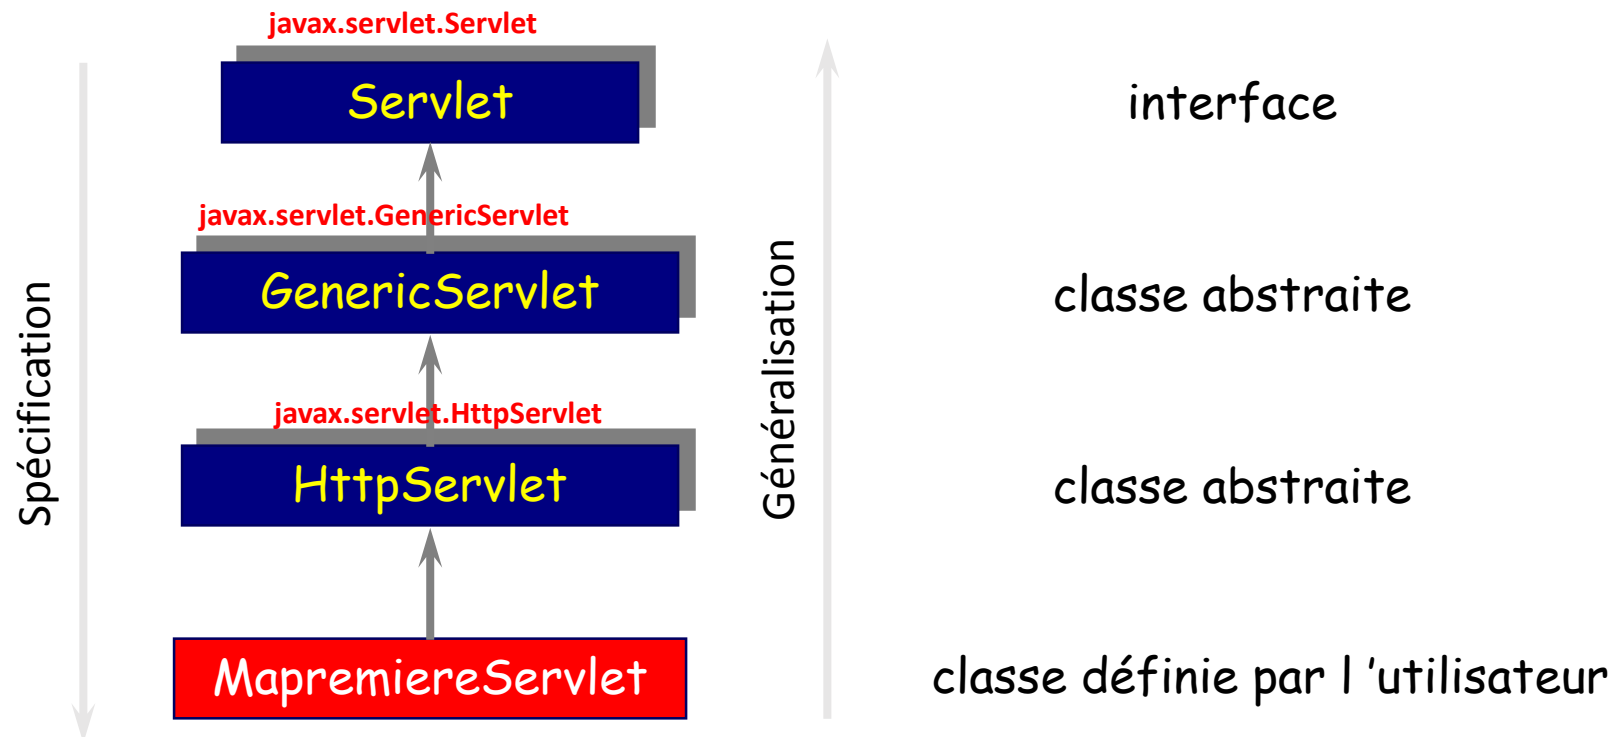 javax.servlet.Servlet
Servlet
interface
javax.servlet.GenericServlet
GenericServlet
classe abstraite
javax.servlet.HttpServlet
HttpServlet
classe abstraite
MapremiereServlet
classe définie par l ’utilisateur
Spécification
Généralisation